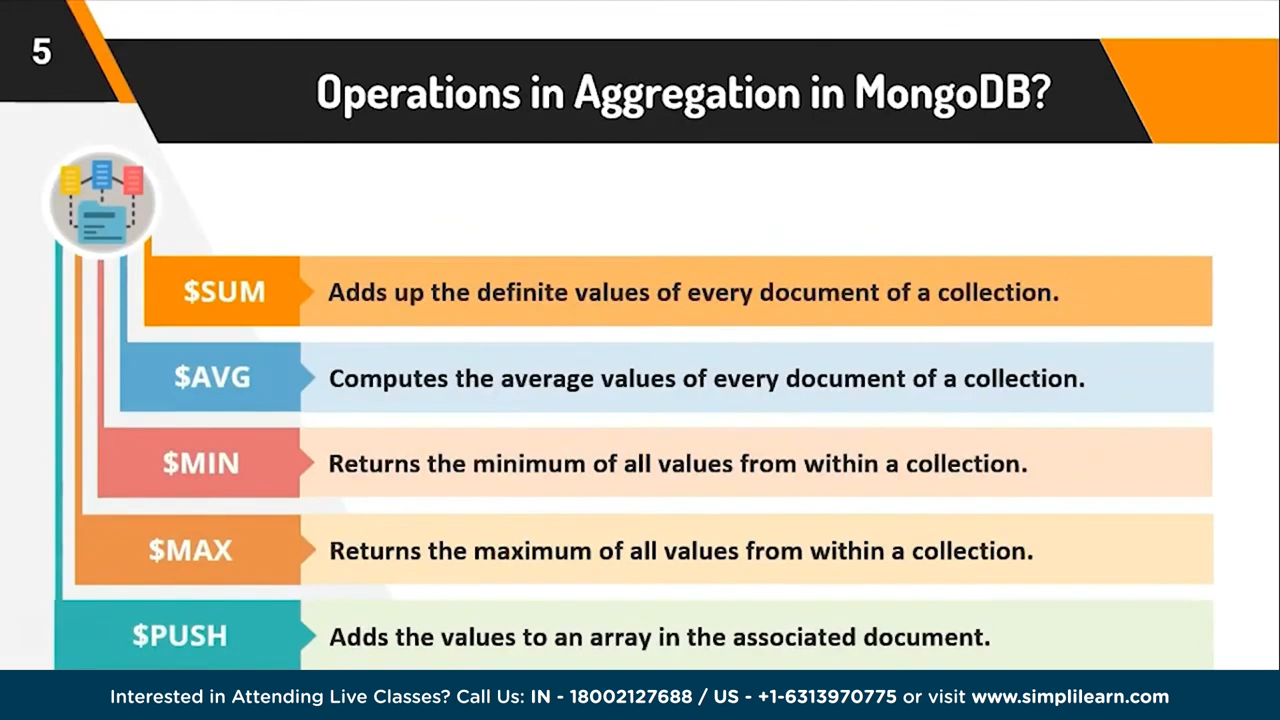 5
Operations in Aggregation in MongoDB?
$SUM
Adds up the definite values of every document of a collection.
$AVG
Computes the average values of every document of a collection.
$MIN
Returns the minimum of all values from within a collection.
$MAX
Returns the maximum of all values from within a collection.
$PUSH
Adds the values to an array in the associated document.
Interested in Attending Live Classes? Call Us: IN - 18002127688 / US - +1-6313970775 or visit www.simplilearn.com